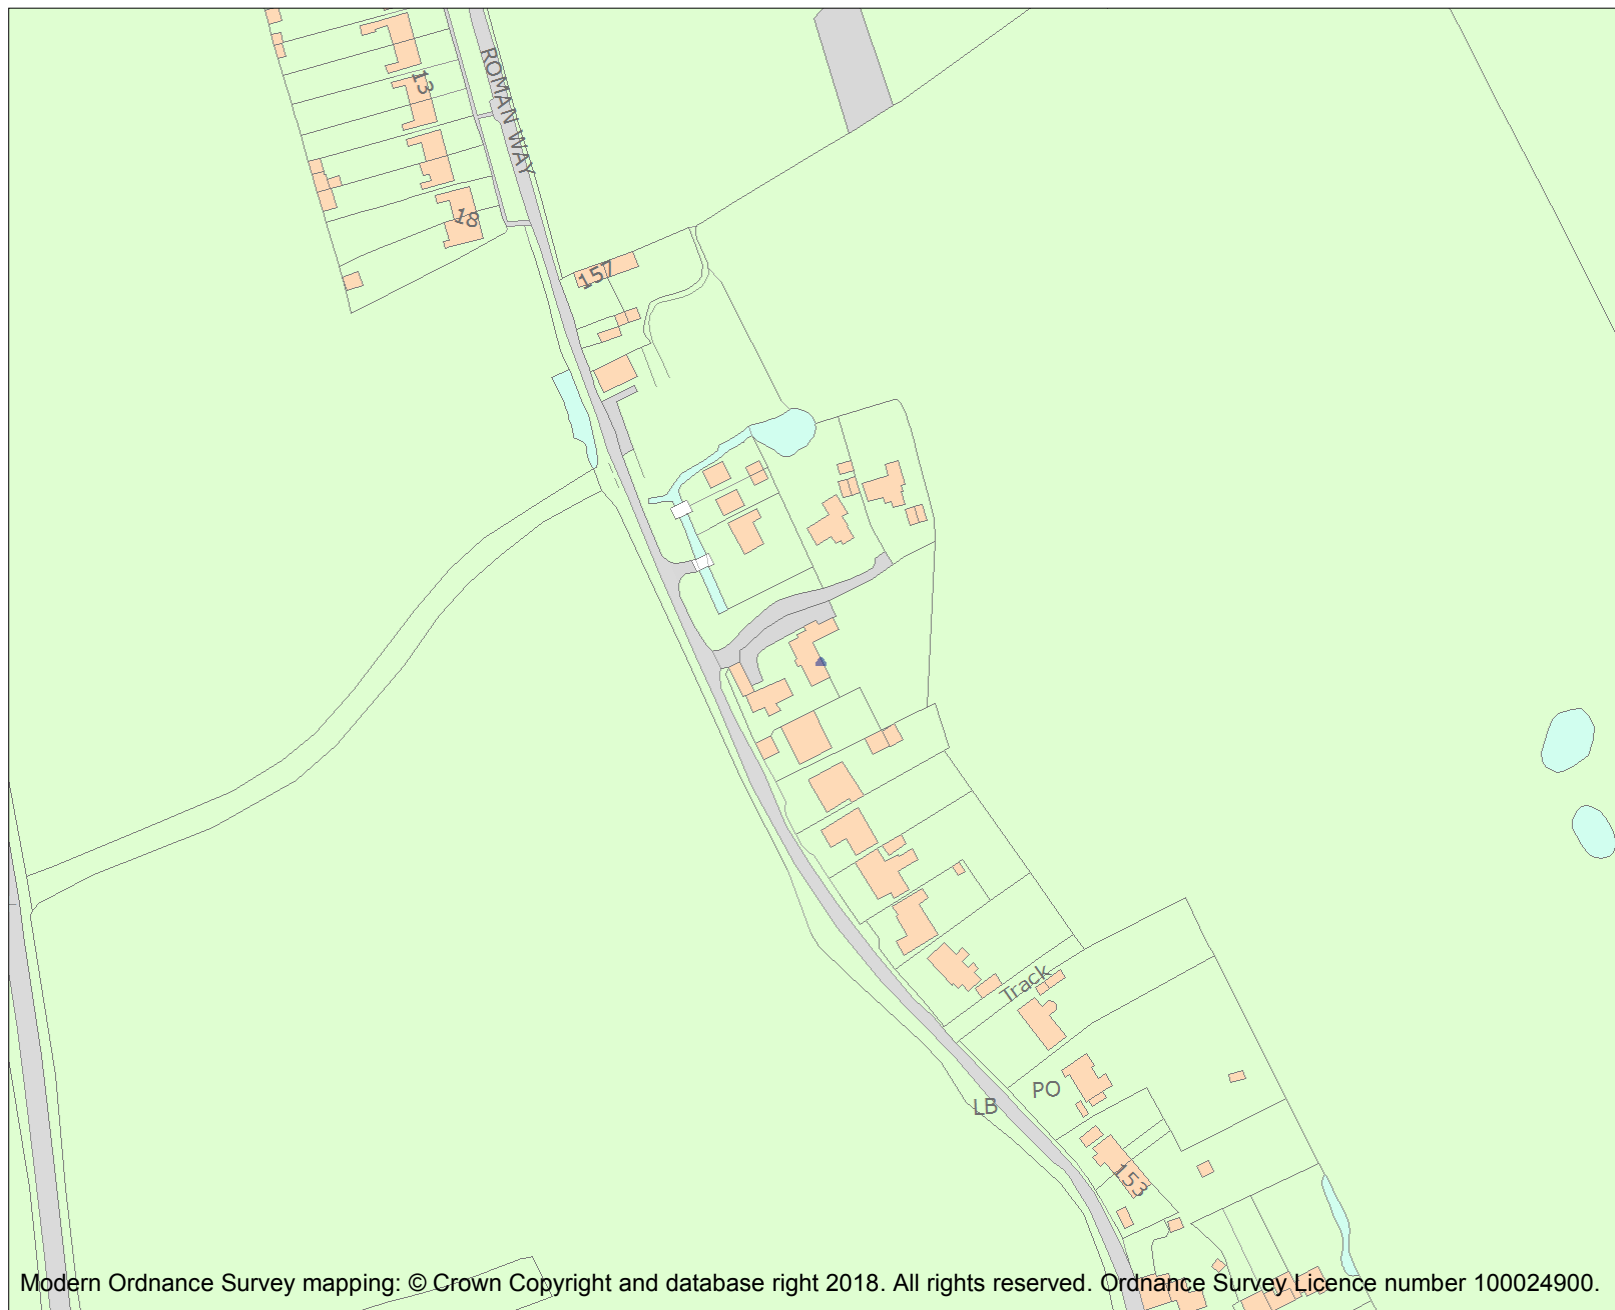 ROMAN WAY
13
18
157
Track
PO
LB
153
Modern Ordnance Survey mapping: © Crown Copyright and database right 2018. All rights reserved. Ordnance Survey Licence number 100024900.